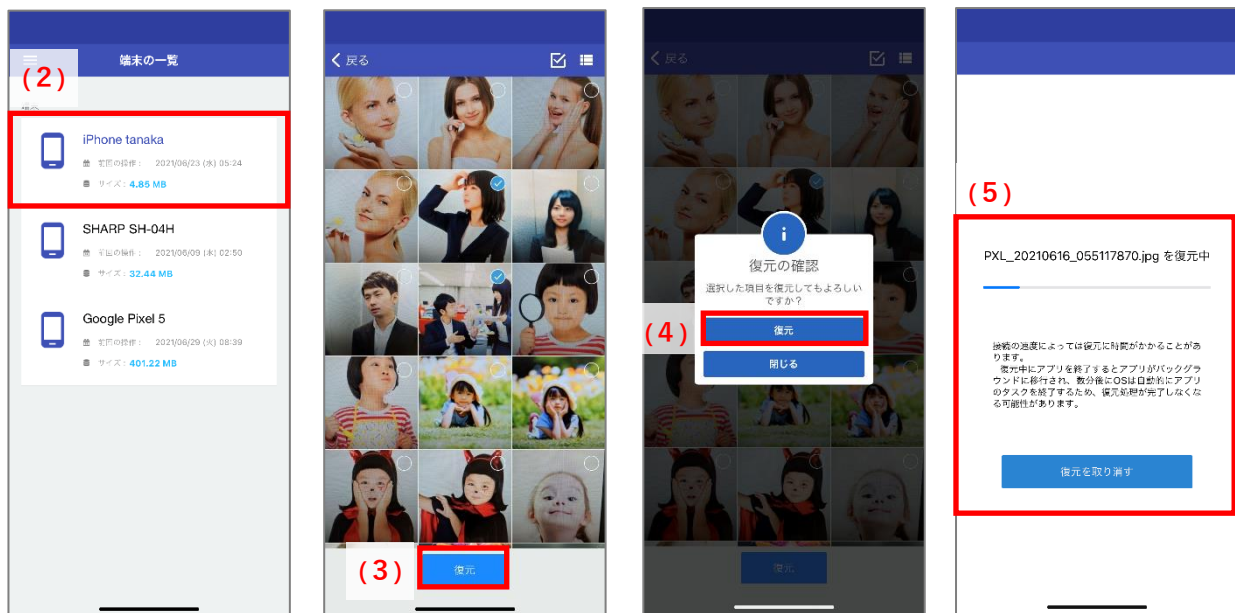 端末の一覧
(2)
iPhone tanaka
前回の操作： 2021/06/23 (水) 05:24
サイズ：4.85 MB
SHARP SH-04H
前回の操作： 2021/06/09 (水) 02:50
サイズ：32.44 MB
Google Pixel 5
前回の操作： 2021/06/29 (火) 08:39
サイズ：401.22 MB
戻る
(3)
復元
戻る
復元の確認
選択した項目を復元してもよろしい
ですか？
(4)
復元
閉じる
復元
(5)
PXL_20210616_055117870.jpg を復元中
接続の速度によっては復元に時間がかかることがあ
ります。
復元中にアプリを終了するとアプリがバックグラ
ウンドに移行され、数分後にOSは自動的にアプリ
のタスクを終了するため、復元処理が完了しなくな
る可能性があります。
復元を取り消す